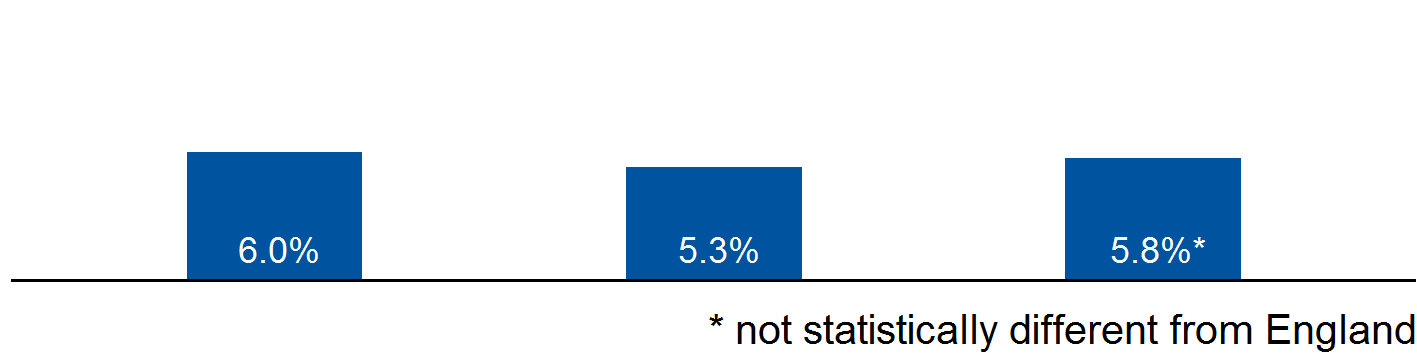 6.0% 5.3% 5.8%*
* not statistically different from England